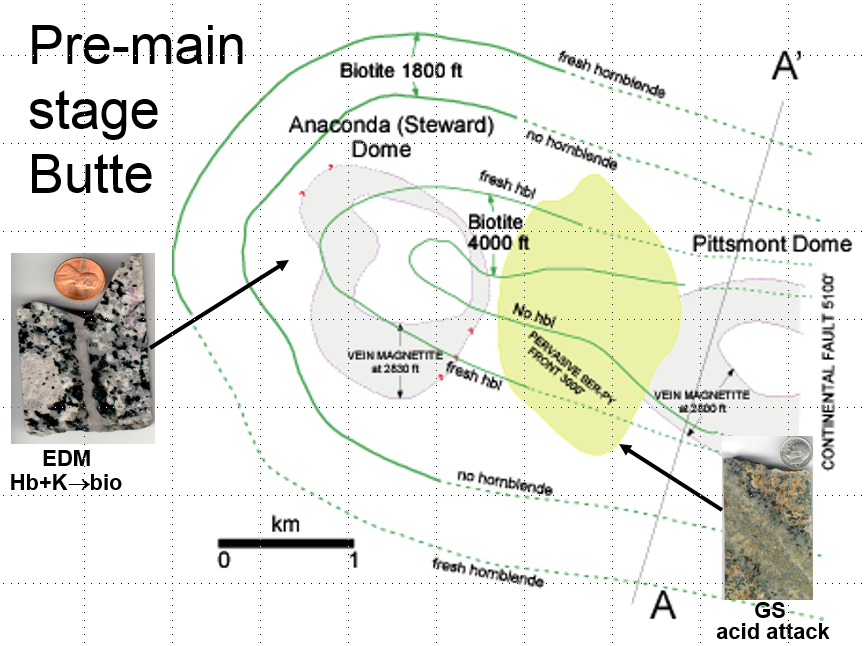 Pre-main
stage
Butte
A'
fresh hornblende
Biotite 1800 ft
Anaconda (Steward)
Dome
no hornblende
fresh hbl
Biotite
4000 ft
Pittsmont Dome
CONTINENTAL FAULT 5100'
No hbl
PERVASIVE SER-PY
FRONT 3000'
VEIN MAGNETITE
at 2830 ft
fresh hbl
VEIN MAGNETITE
at 2800 ft
EDM
Hb+K→bio
no hornblende
km
0 1
fresh hornblende
A
GS
acid attack